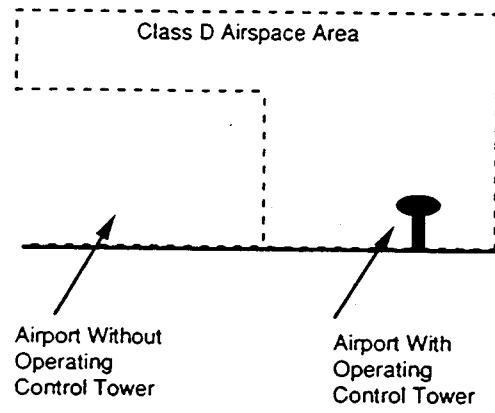 Class D Airspace Area
Airport Without
Operating
Control Tower
Airport With
Operating
Control Tower